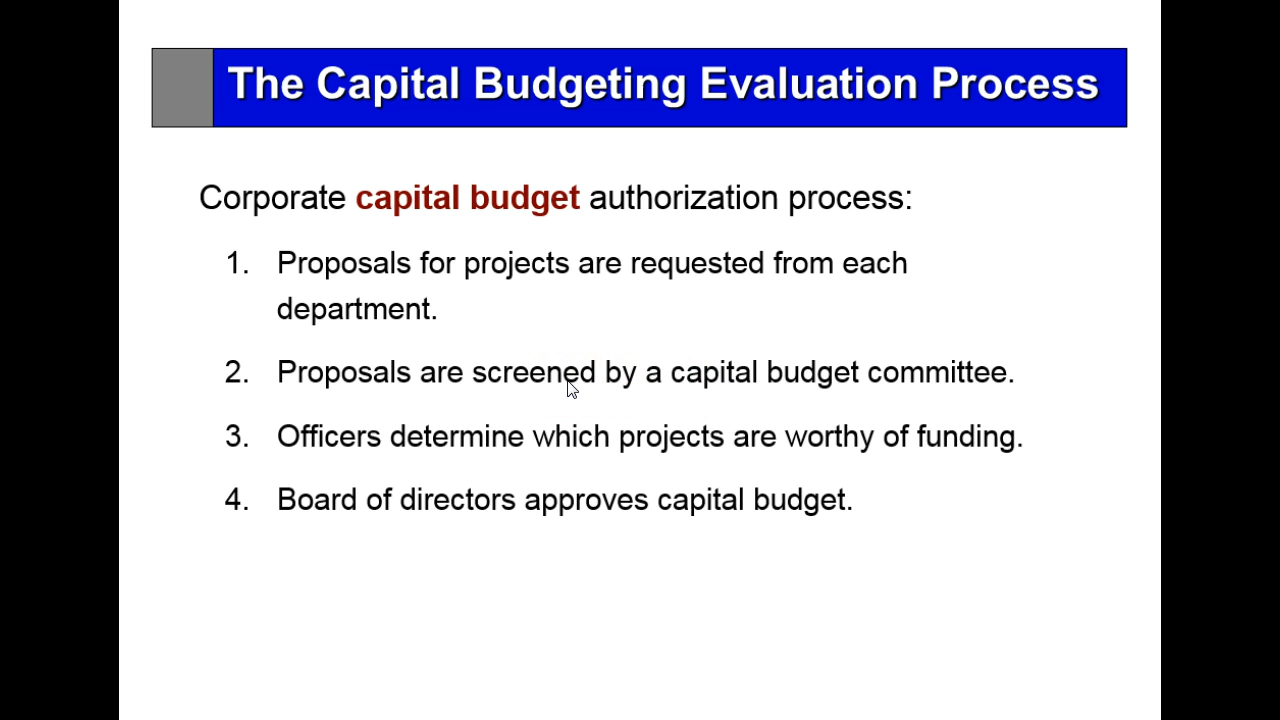 The Capital Budgeting Evaluation Process
Corporate capital budget authorization process:
1. Proposals for projects are requested from each
department.
2. Proposals are screened by a capital budget committee.
3. Officers determine which projects are worthy of funding.
4. Board of directors approves capital budget.